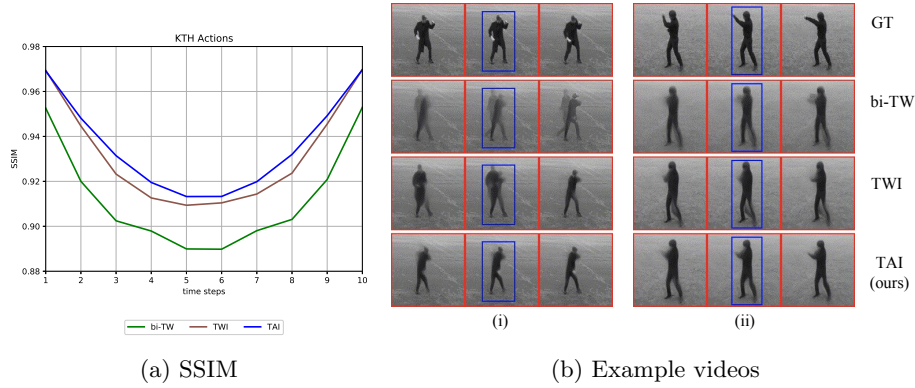 KTH Actions
0.98
0.96
0.94
0.92
0.90
0.88
SSIM
1 2 3 4 5 6 7 8 9 10
time steps
bi-TW TWI TAI
(a) SSIM
GT
bi-TW
TWI
TAI
(ours)
(i) (ii)
(b) Example videos